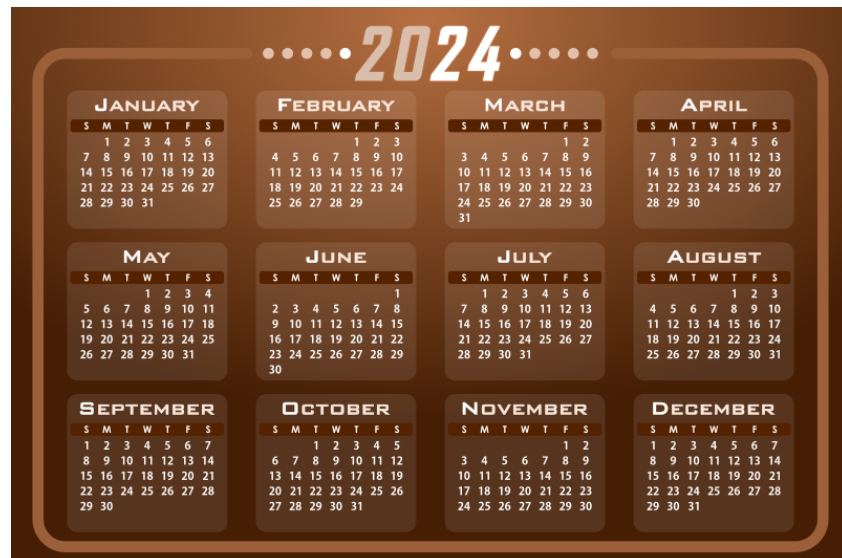 2024
JANUARY
S M T W T F S
1 2 3 4 5 6
7 8 9 10 11 12 13
14 15 16 17 18 19 20
21 22 23 24 25 26 27
28 29 30 31
FEBRUARY
S M T W T F S
1 2 3
4 5 6 7 8 9 10
11 12 13 14 15 16 17
18 19 20 21 22 23 24
25 26 27 28 29
MARCH
S M T W T F S
1 2
3 4 5 6 7 8 9
10 11 12 13 14 15 16
17 18 19 20 21 22 23
24 25 26 27 28 29 30
31
APRIL
S M T W T F S
1 2 3 4 5 6
7 8 9 10 11 12 13
14 15 16 17 18 19 20
21 22 23 24 25 26 27
28 29 30
MAY
S M T W T F S
1 2 3 4
5 6 7 8 9 10 11
12 13 14 15 16 17 18
19 20 21 22 23 24 25
26 27 28 29 30 31
JUNE
S M T W T F S
1
2 3 4 5 6 7 8
9 10 11 12 13 14 15
16 17 18 19 20 21 22
23 24 25 26 27 28 29
30
JULY
S M T W T F S
1 2 3 4 5 6
7 8 9 10 11 12 13
14 15 16 17 18 19 20
21 22 23 24 25 26 27
28 29 30 31
AUGUST
S M T W T F S
1 2 3
4 5 6 7 8 9 10
11 12 13 14 15 16 17
18 19 20 21 22 23 24
25 26 27 28 29 30 31
SEPTEMBER
S M T W T F S
1 2 3 4 5 6 7
8 9 10 11 12 13 14
15 16 17 18 19 20 21
22 23 24 25 26 27 28
29 30
OCTOBER
S M T W T F S
1 2 3 4 5
6 7 8 9 10 11 12
13 14 15 16 17 18 19
20 21 22 23 24 25 26
27 28 29 30 31
NOVEMBER
S M T W T F S
1 2
3 4 5 6 7 8 9
10 11 12 13 14 15 16
17 18 19 20 21 22 23
24 25 26 27 28 29 30
DECEMBER
S M T W T F S
1 2 3 4 5 6 7
8 9 10 11 12 13 14
15 16 17 18 19 20 21
22 23 24 25 26 27 28
29 30 31